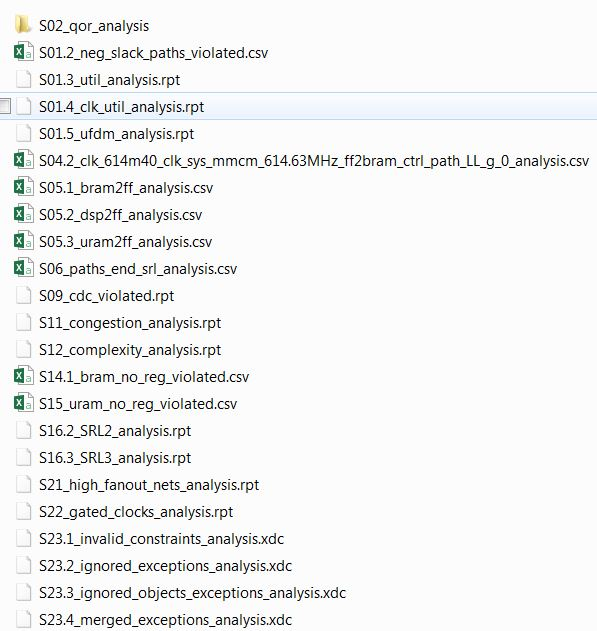 S02_qor_analysis
S01.2_neg_slack_paths_violated.csv
S01.3_util_analysis.rpt
S01.4_clk_util_analysis.rpt
S01.5_ufdm_analysis.rpt
S04.2_clk_614m40_clk_sys_mmcm_614.63MHz_ff2bram_ctrl_path_LL_g_0_analysis.csv
S05.1_bram2ff_analysis.csv
S05.2_dsp2ff_analysis.csv
S05.3_uram2ff_analysis.csv
S06_paths_end_srl_analysis.csv
S09_cdc_violated.rpt
S11_congestion_analysis.rpt
S12_complexity_analysis.rpt
S14.1_bram_no_reg_violated.csv
S15_uram_no_reg_violated.csv
S16.2_SRL2_analysis.rpt
S16.3_SRL3_analysis.rpt
S21_high_fanout_nets_analysis.rpt
S22_gated_clocks_analysis.rpt
S23.1_invalid_constraints_analysis.xdc
S23.2_ignored_exceptions_analysis.xdc
S23.3_ignored_objects_exceptions_analysis.xdc
S23.4_merged_exceptions_analysis.xdc